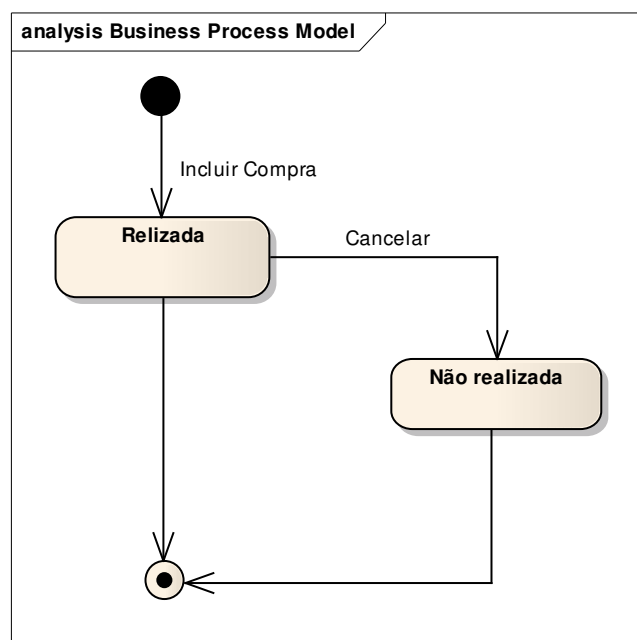 analysis Business Process Model
Incluir Compra
Relizada
Cancelar
Não realizada